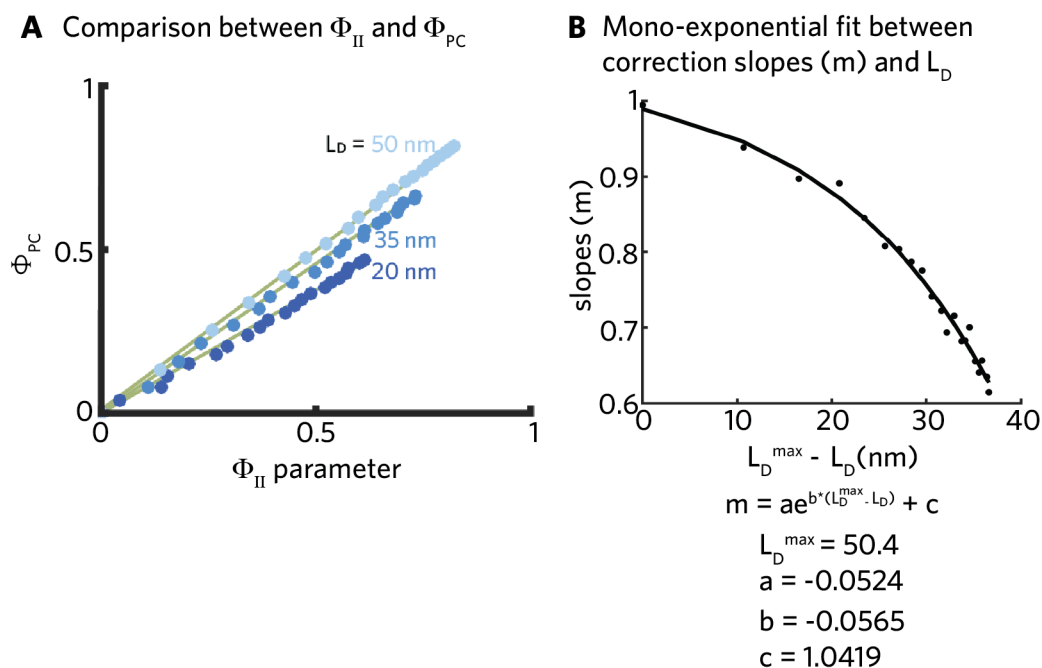 A Comparison between Φ_II and Φ_PC
1
0.5
0
Φ_PC
L_D = 50 nm
35 nm
20 nm
0 0.5 1
Φ_II parameter
B Mono-exponential fit between
correction slopes (m) and L_D
1
0.9
0.8
0.7
0.6
slopes (m)
0 10 20 30 40
L_D^max - L_D(nm)
m = ae^b*(L_D^max - L_D) + c
L_D^max = 50.4
a = -0.0524
b = -0.0565
c = 1.0419